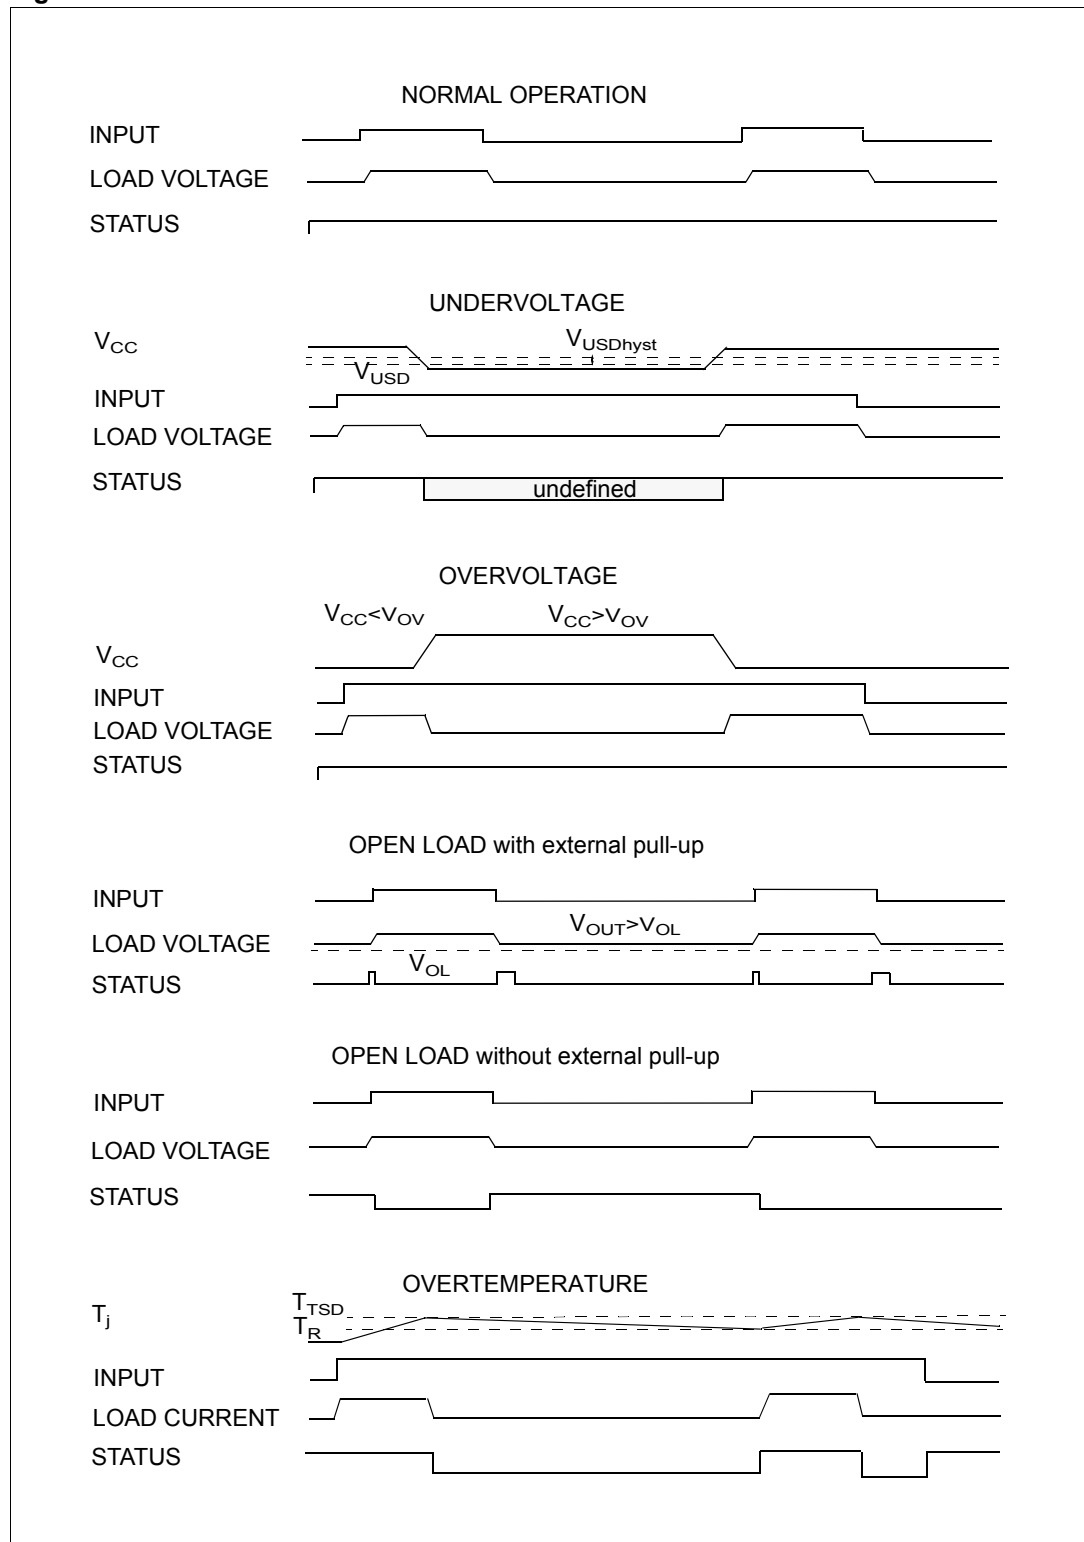 NORMAL OPERATION
INPUT
LOAD VOLTAGE
STATUS
UNDERVOLTAGE
VCC
VUSDhyst
VUSD
INPUT
LOAD VOLTAGE
STATUS
undefined
OVERVOLTAGE
VCC<VOV
VCC>VOV
VCC
INPUT
LOAD VOLTAGE
STATUS
OPEN LOAD with external pull-up
INPUT
VOUT>VOL
LOAD VOLTAGE
VOL
STATUS
OPEN LOAD without external pull-up
INPUT
LOAD VOLTAGE
STATUS
OVERTEMPERATURE
Tj
TTSD
TR
INPUT
LOAD CURRENT
STATUS